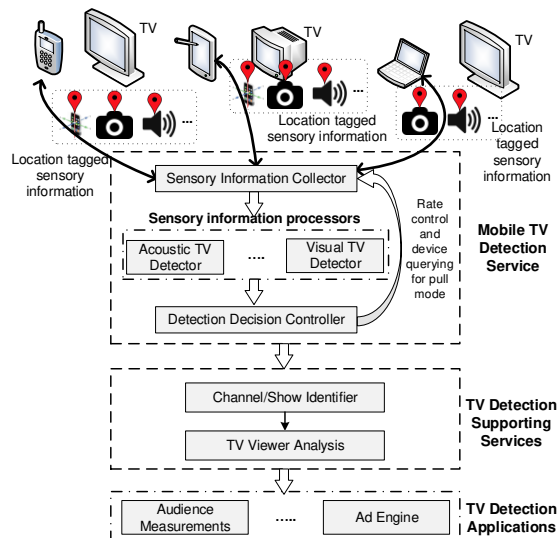 TV
TV
TV
...
...
...
Location tagged
sensory
information
Location tagged
sensory information
Location
tagged
sensory
information
Sensory Information Collector
Sensory information processors
Acoustic TV
Detector
....
Visual TV
Detector
Rate
control
and
device
querying
for pull
mode
Detection Decision Controller
Mobile TV
Detection
Service
Channel/Show Identifier
TV Viewer Analysis
TV Detection
Supporting
Services
Audience
Measurements
.....
Ad Engine
TV Detection
Applications